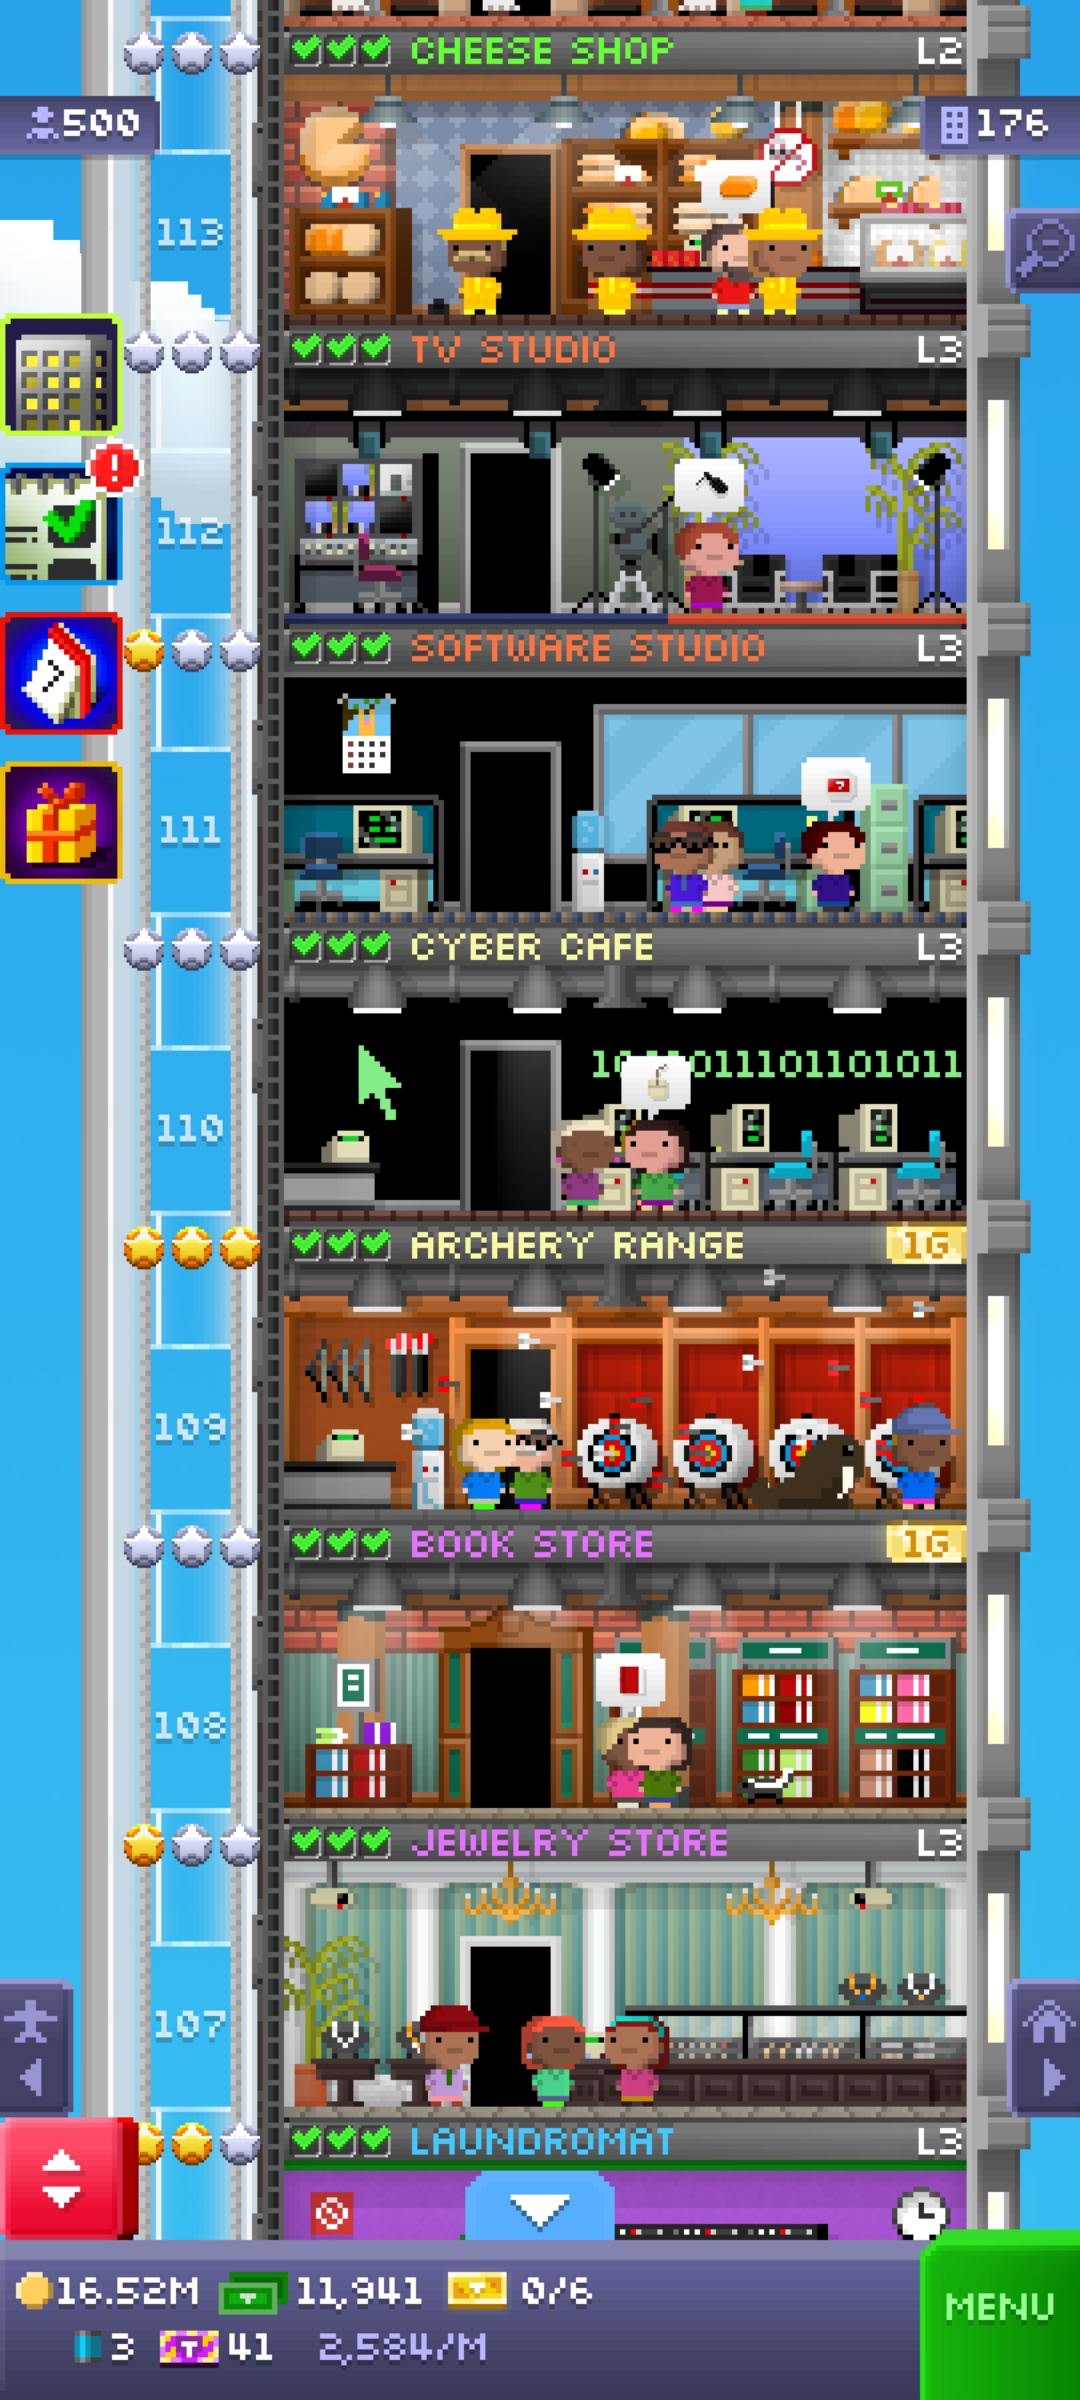 CHEESE SHOP L2
500
176
113
TV STUDIO L3
112
SOFTWARE STUDIO L3
111
CYBER CAFE L3
011101101011
110
ARCHERY RANGE 1G
109
BOOK STORE 1G
8
108
JEWELRY STORE L3
107
LAUNDROMAT L3
16.52M 11,941 0/6
3 T 41 2,584/M
MENU